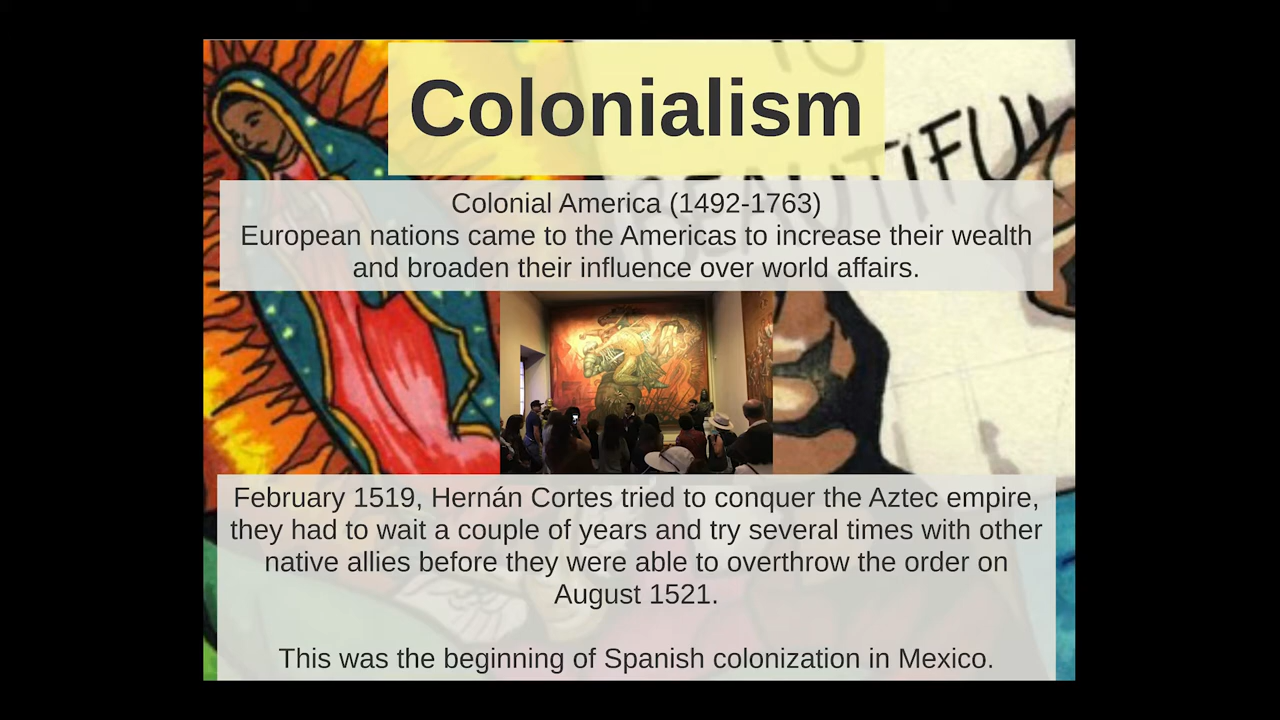 TO
Colonialism
BEAUTIFUL
Colonial America (1492-1763)
European nations came to the Americas to increase their wealth
and broaden their influence over world affairs.
February 1519, Hernán Cortes tried to conquer the Aztec empire,
they had to wait a couple of years and try several times with other
native allies before they were able to overthrow the order on
August 1521.
This was the beginning of Spanish colonization in Mexico.